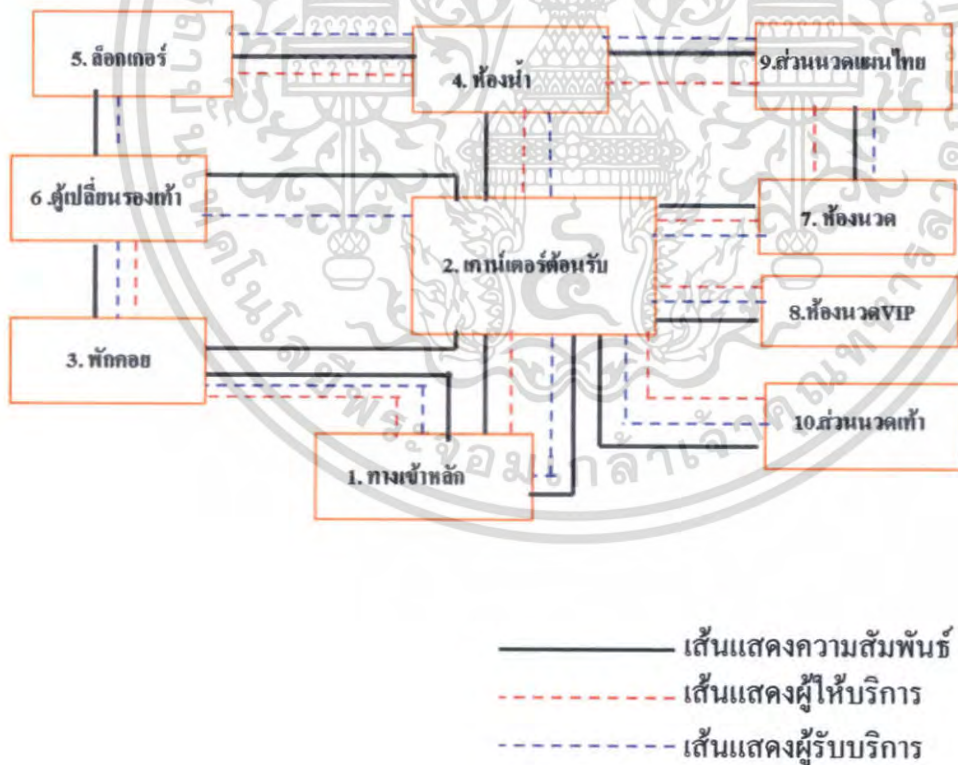 5. ล็อกเกอร์
4. ห้องน้ำ
9.ส่วนนวดแผนไทย
6 .ตู้เปลี่ยนรองเท้า
2. เคาน์เตอร์ต้อนรับ
7. ห้องนวด
8.ห้องนวดVIP
3. พักคอย
10.ส่วนนวดเท้า
1. ทางเข้าหลัก
เส้นแสดงความสัมพันธ์
เส้นแสดงผู้ให้บริการ
เส้นแสดงผู้รับบริการ